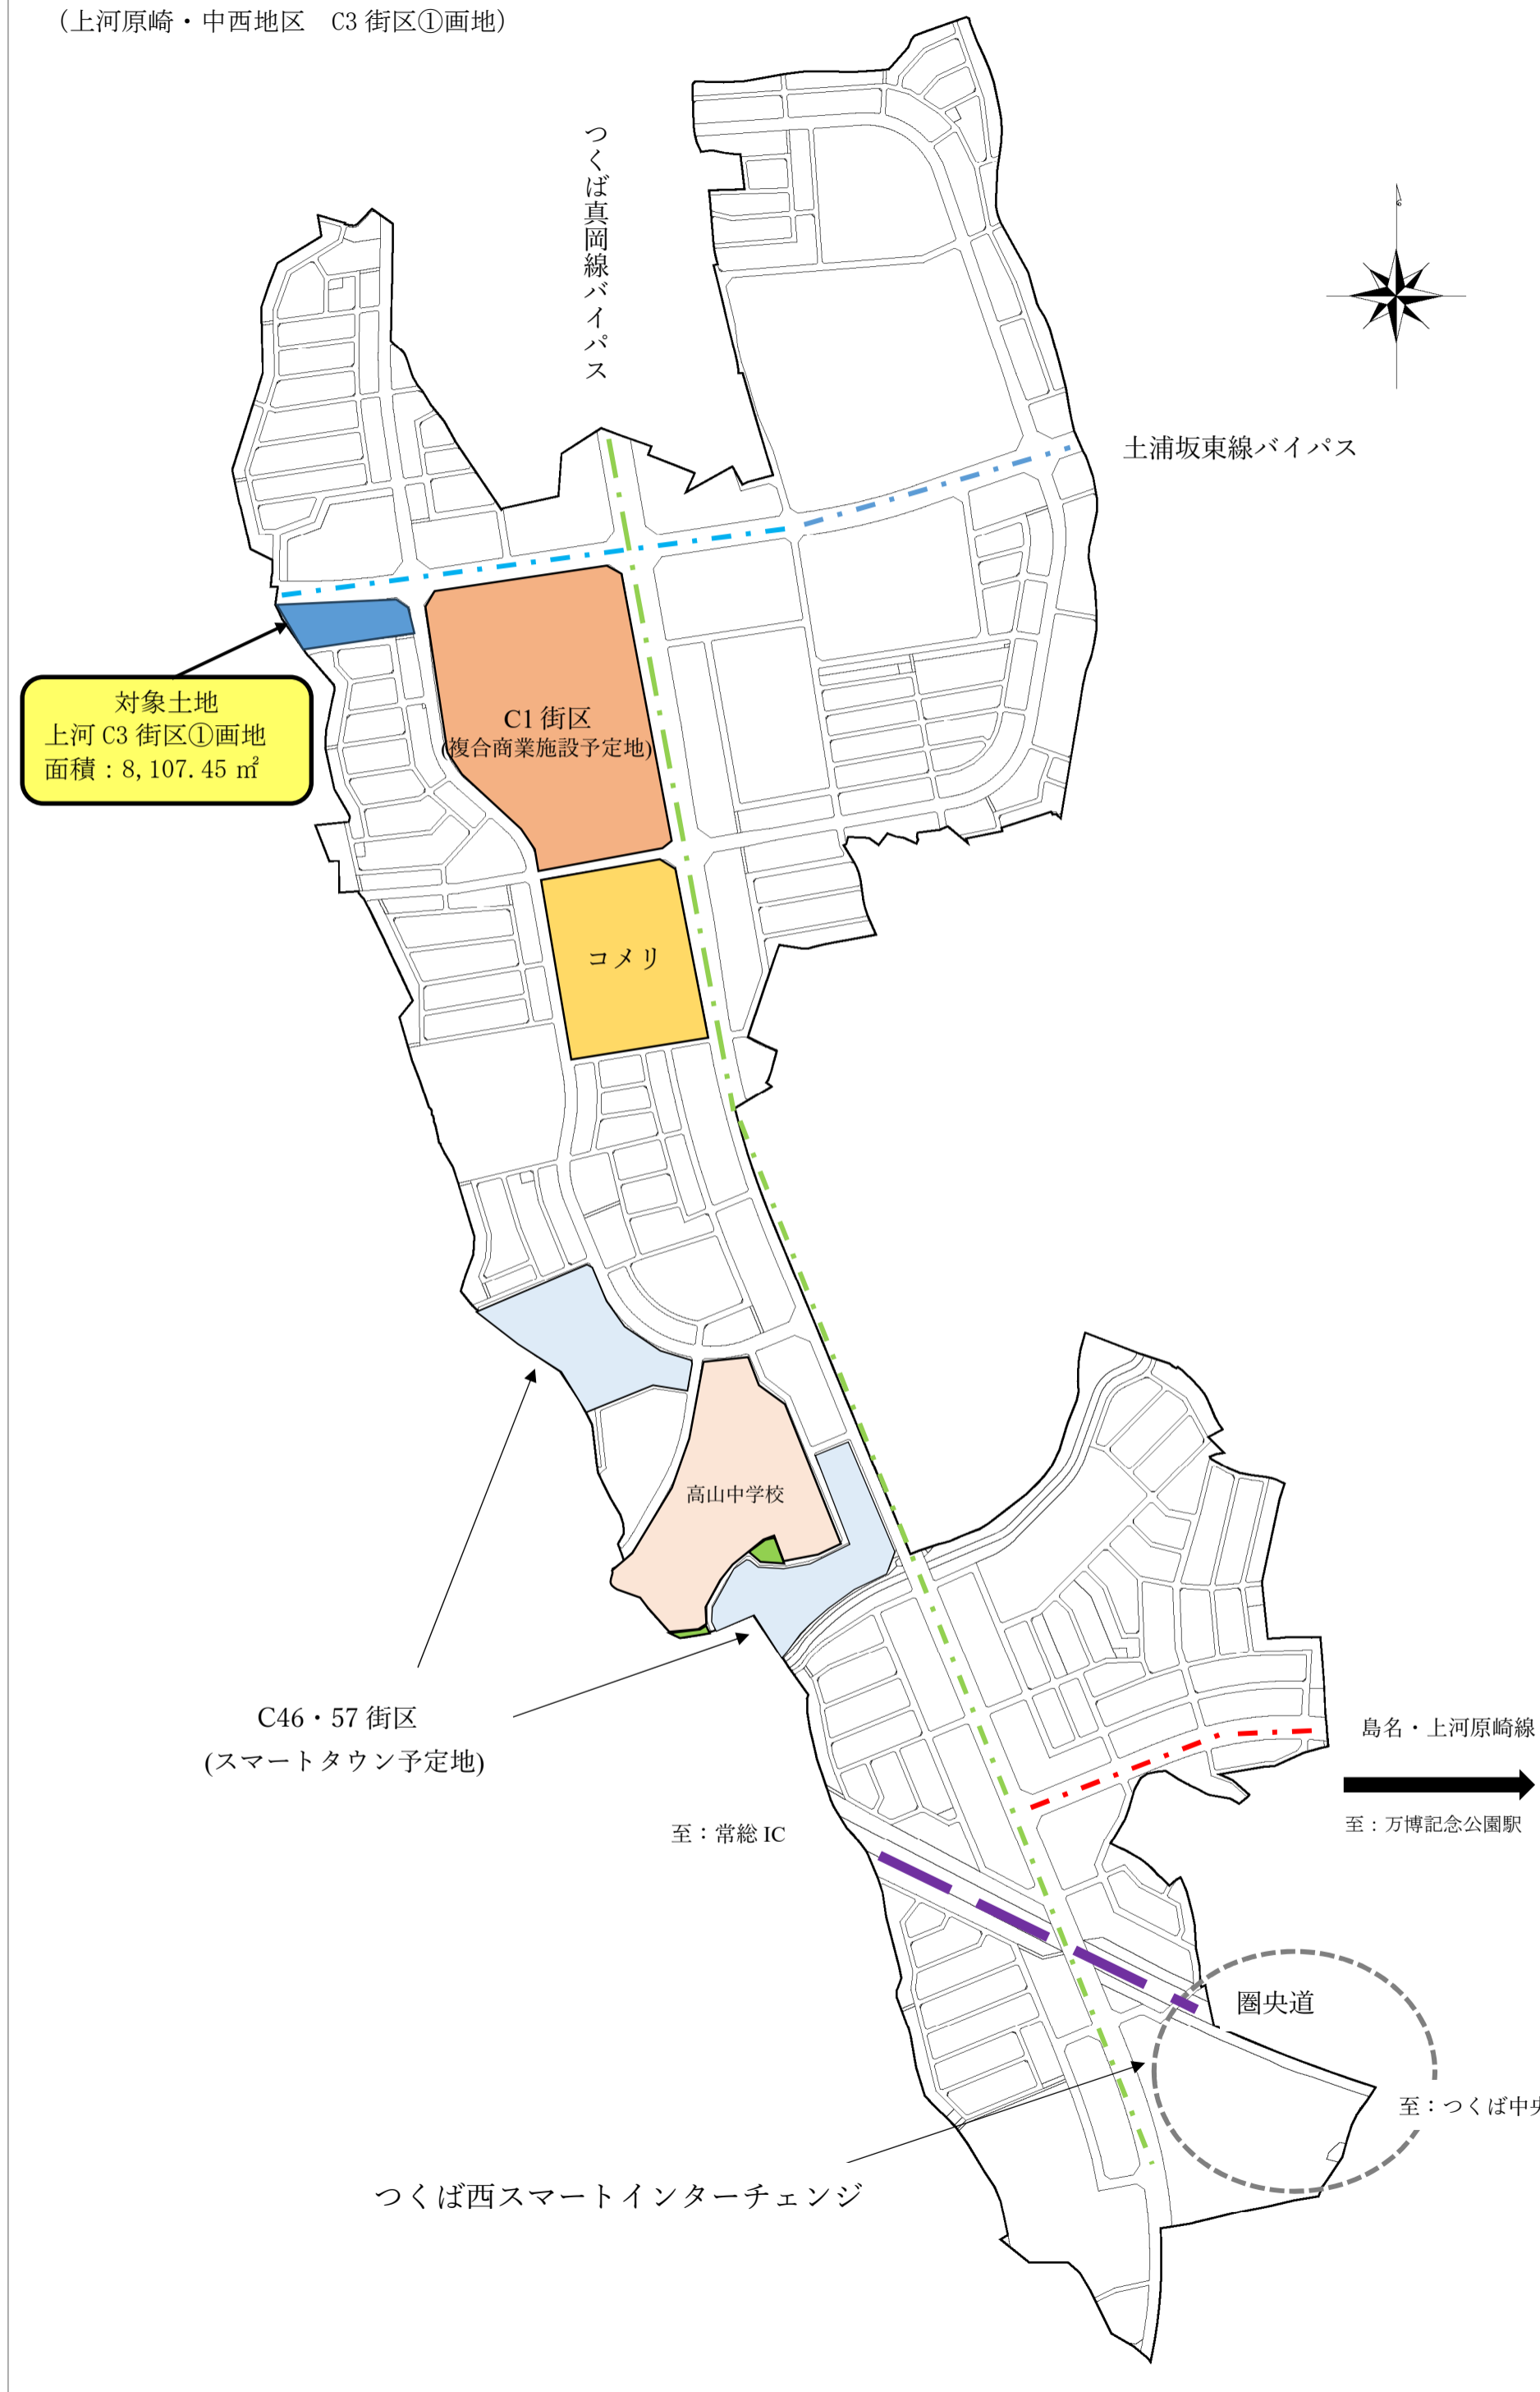 （上河原崎・中西地区　C3 街区①画地）
つくば真岡線バイパス
土浦坂東線バイパス
対象土地
上河 C3 街区①画地
面積：8,107.45 ㎡
C1 街区
(複合商業施設予定地)
コメリ
高山中学校
C46・57 街区
(スマートタウン予定地)
島名・上河原崎線
至：万博記念公園駅
至：常総 IC
圏央道
至：つくば中央
つくば西スマートインターチェンジ